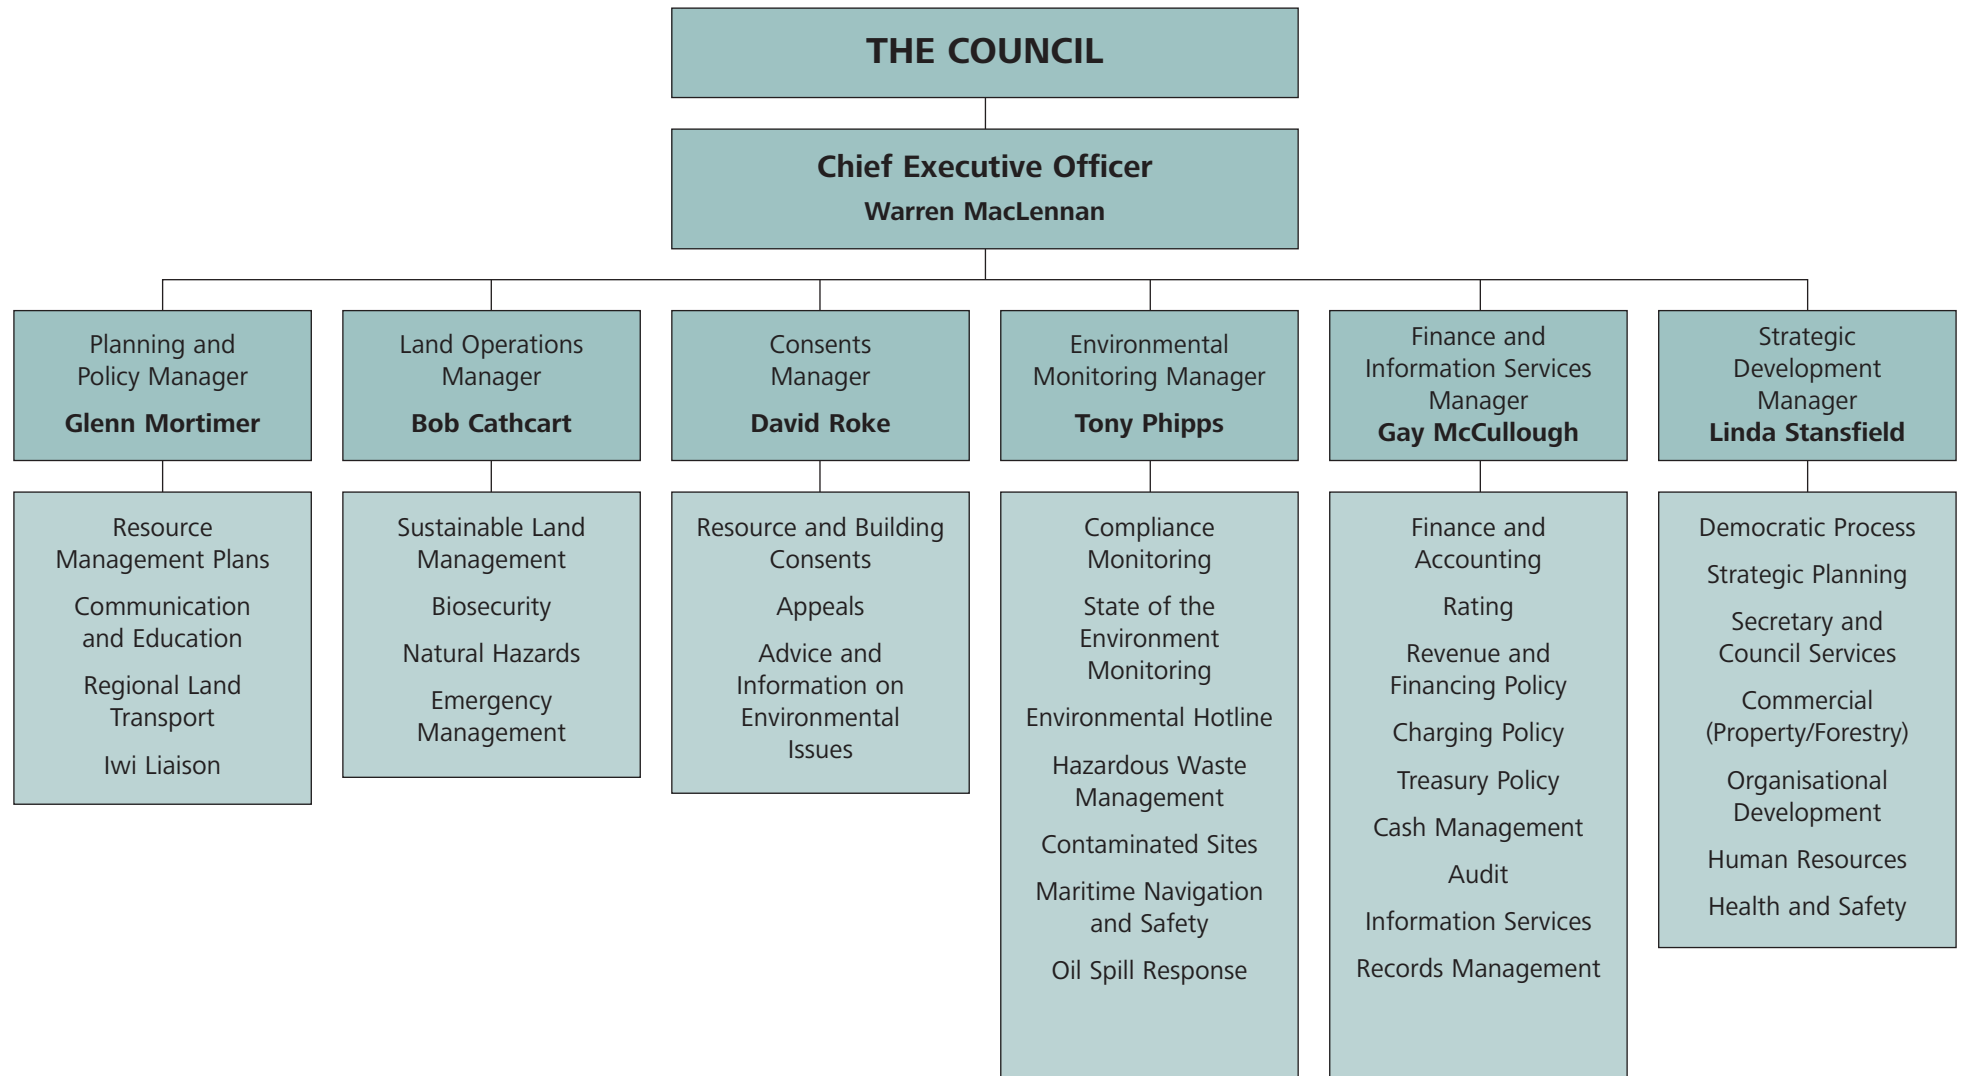 THE COUNCIL
Chief Executive Officer
Warren MacLennan
Planning and
Policy Manager
Glenn Mortimer
Land Operations
Manager
Bob Cathcart
Consents
Manager
David Roke
Environmental
Monitoring Manager
Tony Phipps
Finance and
Information Services
Manager
Gay McCullough
Strategic
Development
Manager
Linda Stansfield
Resource
Management Plans
Communication
and Education
Regional Land
Transport
Iwi Liaison
Sustainable Land
Management
Biosecurity
Natural Hazards
Emergency
Management
Resource and Building
Consents
Appeals
Advice and
Information on
Environmental
Issues
Compliance
Monitoring
State of the
Environment
Monitoring
Environmental Hotline
Hazardous Waste
Management
Contaminated Sites
Maritime Navigation
and Safety
Oil Spill Response
Finance and
Accounting
Rating
Revenue and
Financing Policy
Charging Policy
Treasury Policy
Cash Management
Audit
Information Services
Records Management
Democratic Process
Strategic Planning
Secretary and
Council Services
Commercial
(Property/Forestry)
Organisational
Development
Human Resources
Health and Safety